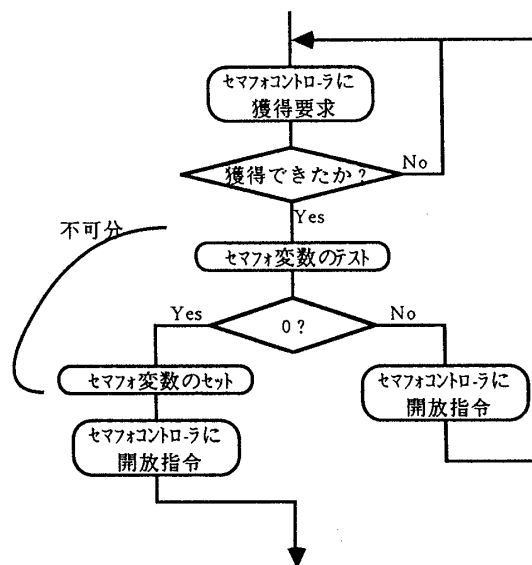 セマフォコントローラに
獲得要求
獲得できたか？
No
Yes
不可分
セマフォ変数のテスト
Yes
0？
No
セマフォ変数のセット
セマフォコントローラに
開放指令
セマフォコントローラに
開放指令